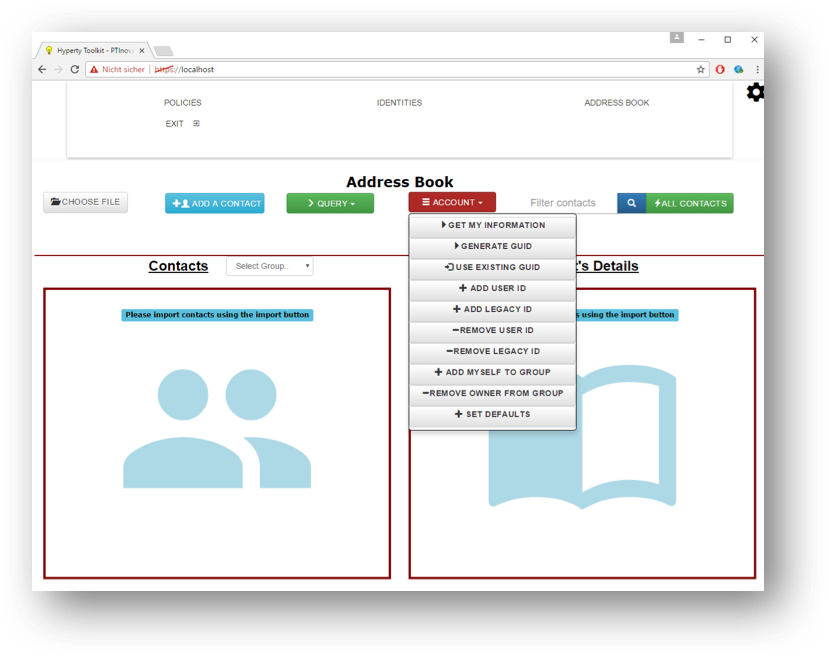 Hyperty Toolkit - PTInov
Nicht sicher | https://localhost
POLICIES
IDENTITIES
ADDRESS BOOK
EXIT
Address Book
CHOOSE FILE
ADD A CONTACT
QUERY
ACCOUNT
Filter contacts
ALL CONTACTS
GET MY INFORMATION
GENERATE GUID
USE EXISTING GUID
ADD USER ID
ADD LEGACY ID
REMOVE USER ID
REMOVE LEGACY ID
ADD MYSELF TO GROUP
REMOVE OWNER FROM GROUP
SET DEFAULTS
Contacts
Select Group..
's Details
Please import contacts using the import button
using the import button